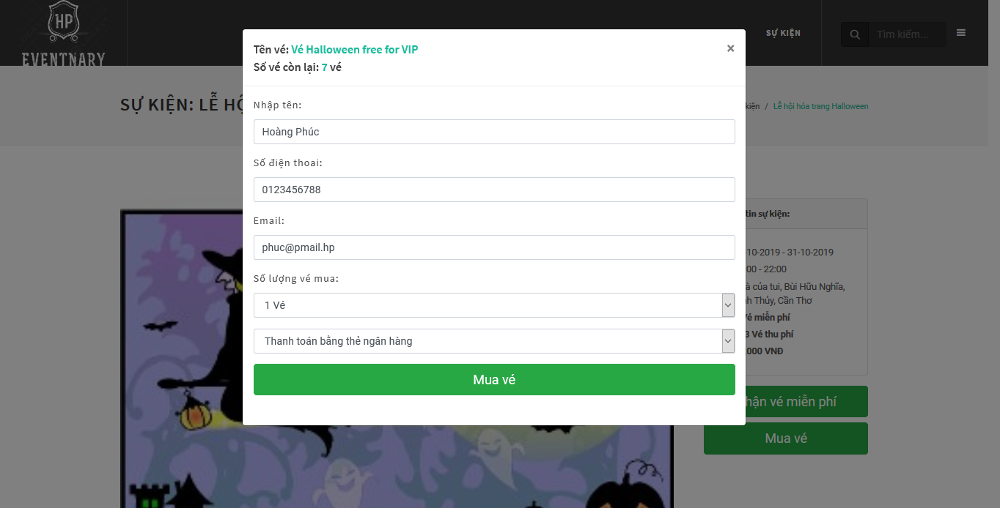 HP
EVENTNARY
SỰ KIỆN
Tìm kiếm...
Tên vé: Vé Halloween free for VIP
×
Số vé còn lại: 7 vé
SỰ KIỆN: LỄ HỘ
kiện / Lễ hội hóa trang Halloween
Nhập tên:
Hoàng Phúc
Số điện thoai:
0123456788
Email:
phuc@pmail.hp
Số lượng vé mua:
1 Vé
Thanh toán bằng thẻ ngân hàng
Mua vé
tin sự kiện:
-10-2019 - 31-10-2019
:00 - 22:00
à của tui, Bùi Hữu Nghĩa,
nh Thủy, Cần Thơ
Vé miễn phí
3 Vé thu phí
,000 VNĐ
hận vé miễn phí
Mua vé